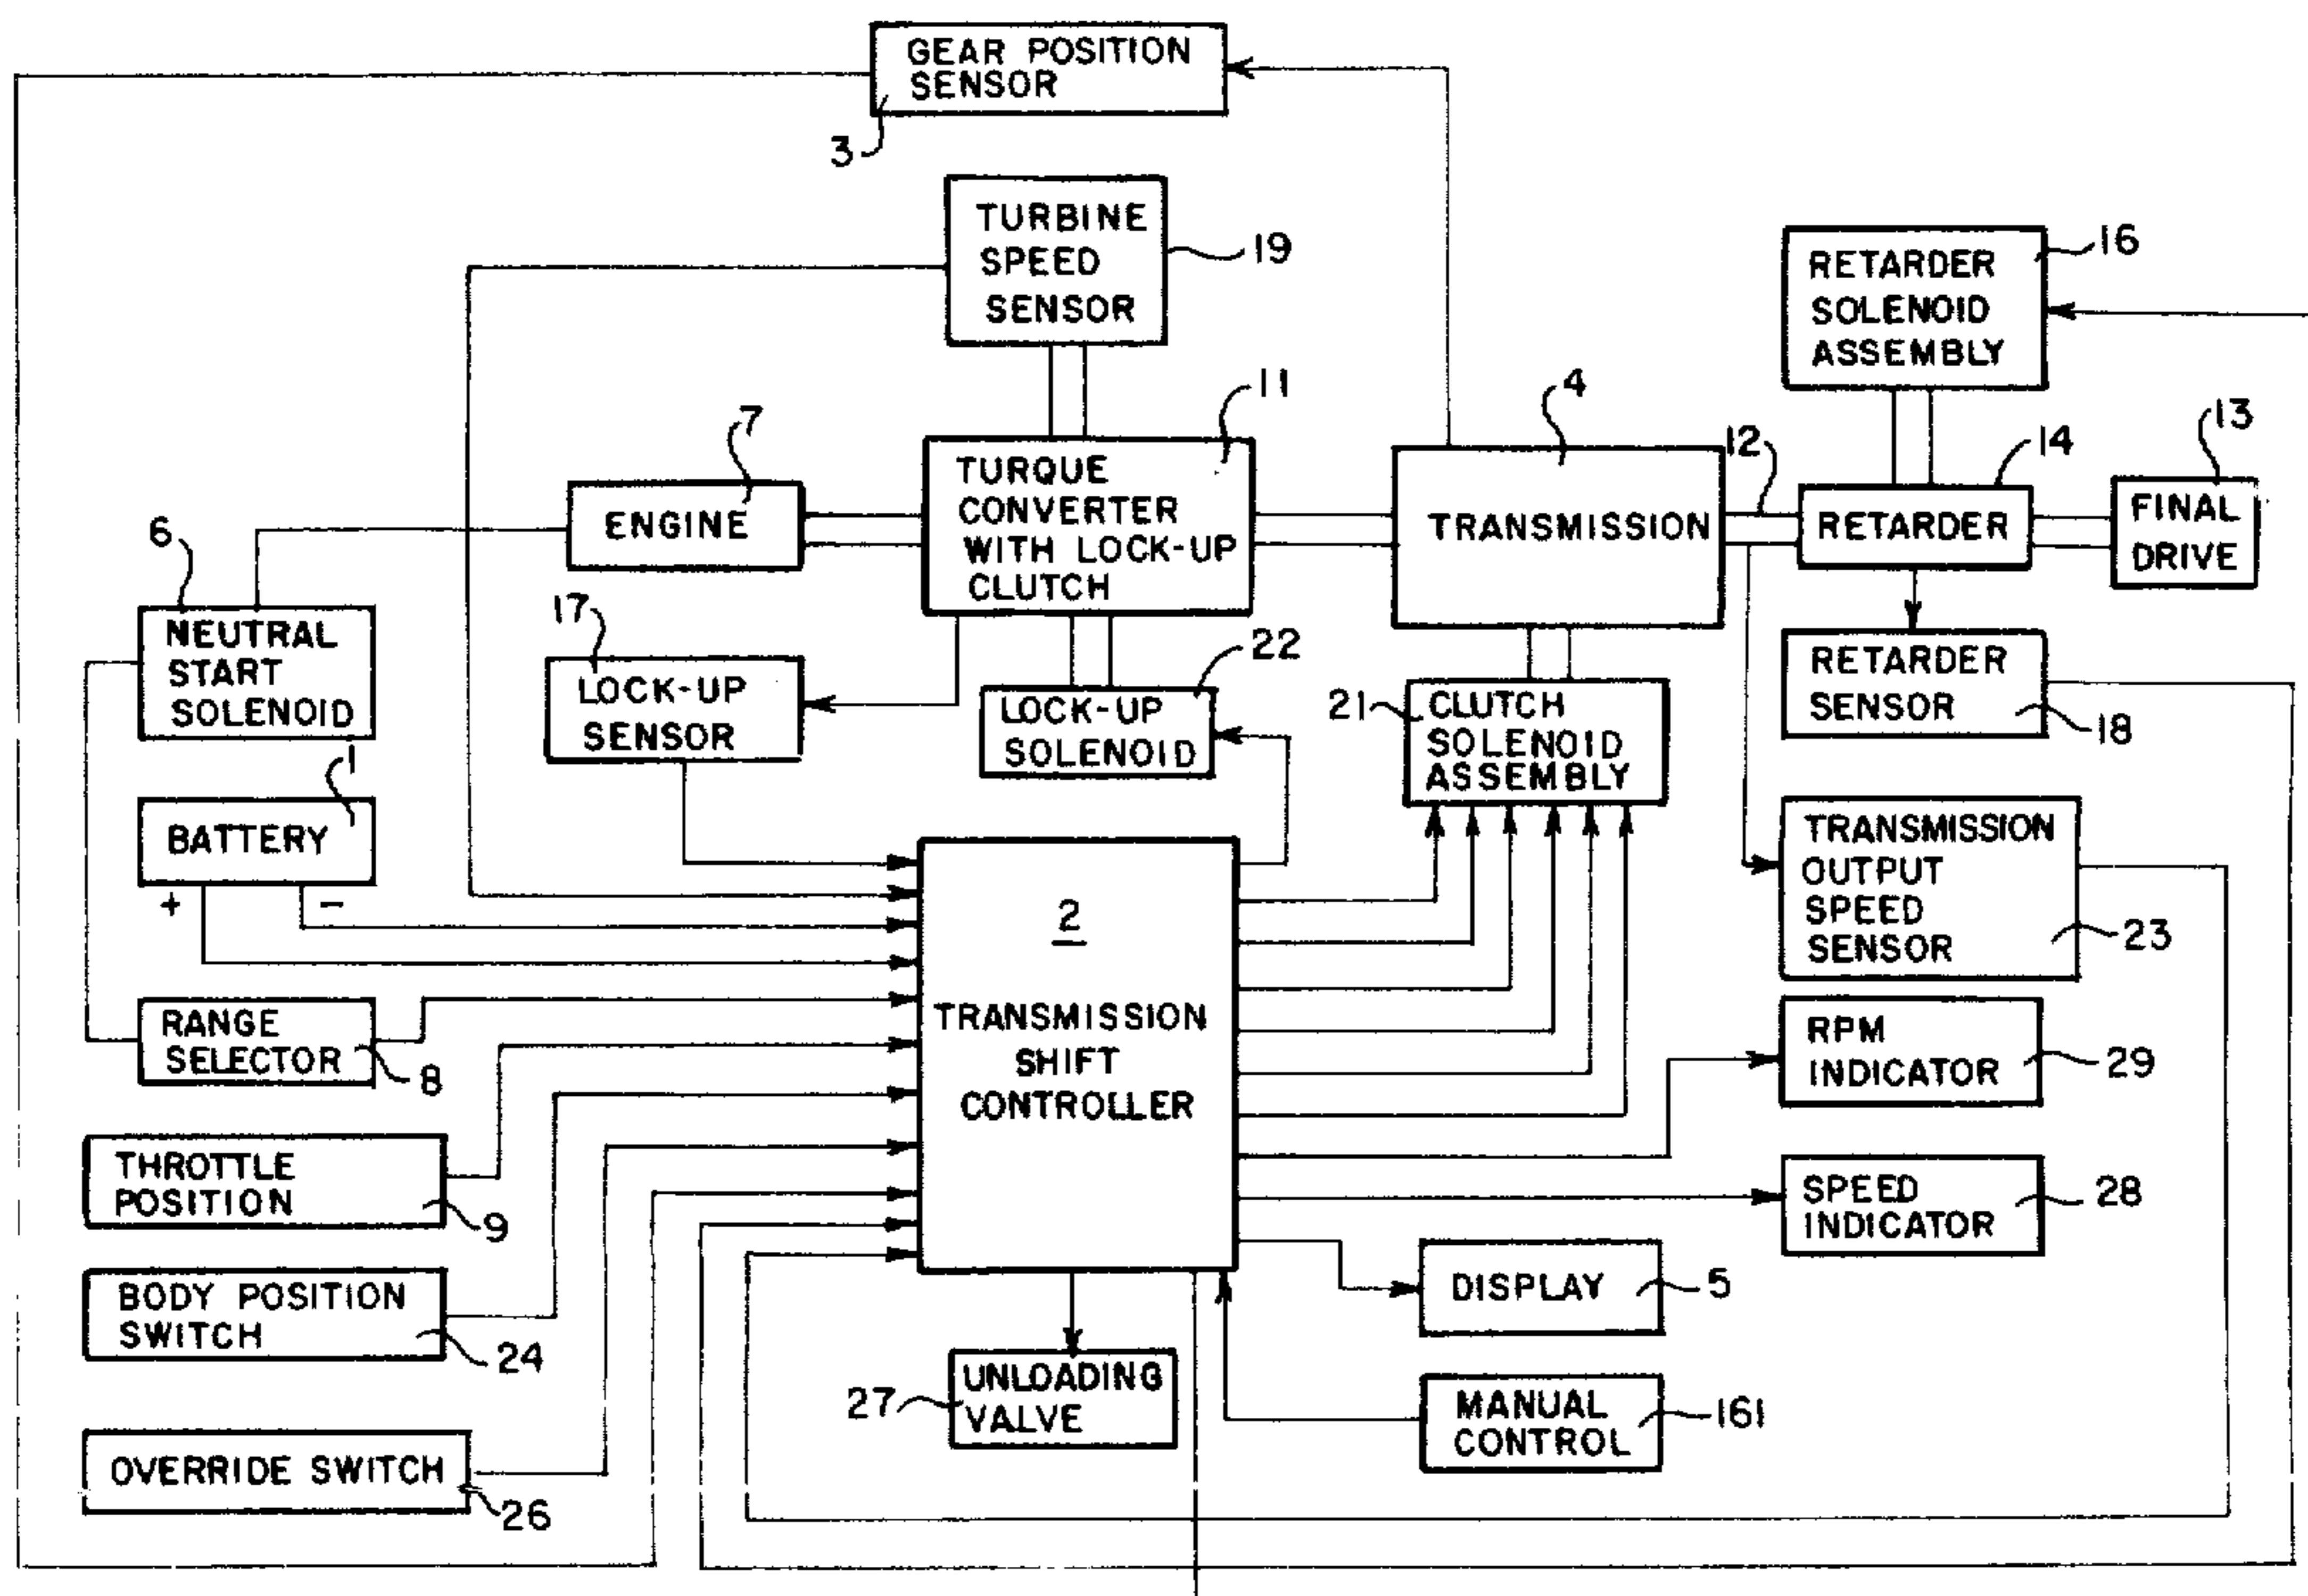 GEAR POSITION
SENSOR
3
TURBINE
SPEED
SENSOR
19
RETARDER
SOLENOID
ASSEMBLY
16
7
ENGINE
11
TURQUE
CONVERTER
WITH LOCK-UP
CLUTCH
4
TRANSMISSION
12
14
RETARDER
13
FINAL
DRIVE
6
NEUTRAL
START
SOLENOID
17
LOCK-UP
SENSOR
22
LOCK-UP
SOLENOID
21
CLUTCH
SOLENOID
ASSEMBLY
RETARDER
SENSOR
18
1
BATTERY
+ -
2
TRANSMISSION
SHIFT
CONTROLLER
TRANSMISSION
OUTPUT
SPEED
SENSOR
23
RANGE
SELECTOR
8
RPM
INDICATOR
29
THROTTLE
POSITION
9
SPEED
INDICATOR
28
BODY POSITION
SWITCH
24
DISPLAY
5
UNLOADING
VALVE
27
MANUAL
CONTROL
161
OVERRIDE SWITCH
26